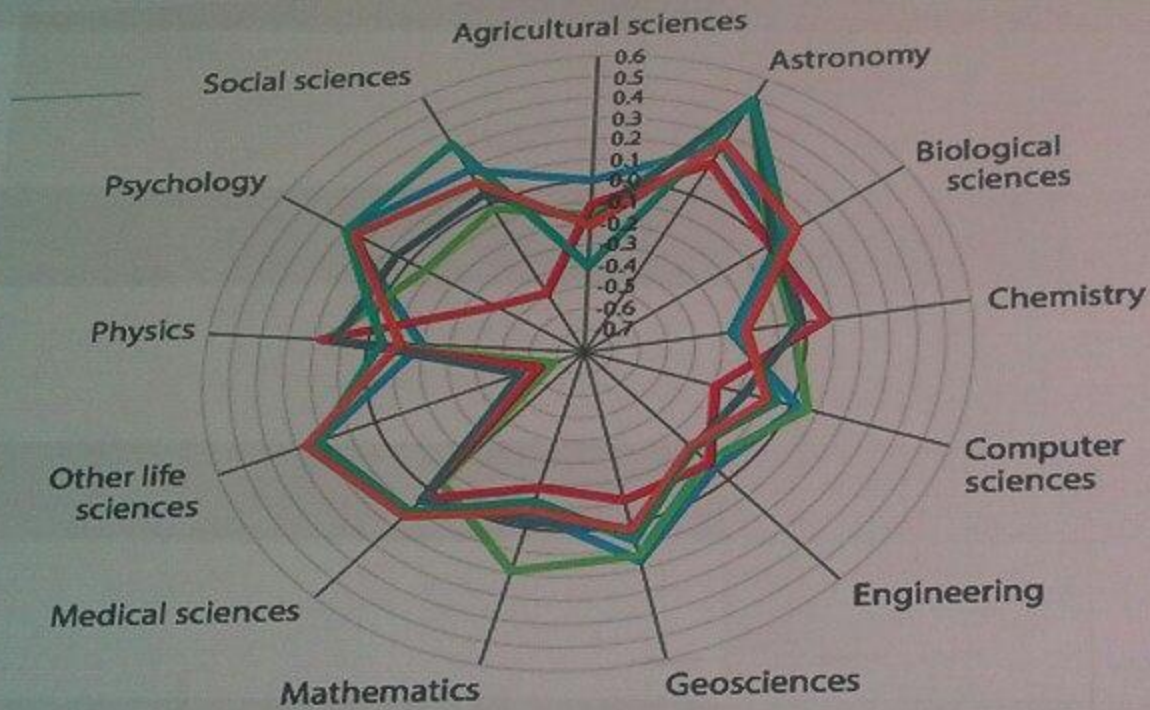 Agricultural sciences
Astronomy
Biological
sciences
Chemistry
Computer
sciences
Engineering
Geosciences
Mathematics
Medical sciences
Other life
sciences
Physics
Psychology
Social sciences
0.6
0.5
0.4
0.3
0.2
0.1
0.0
-0.1
-0.2
-0.3
-0.4
-0.5
-0.6
0.7